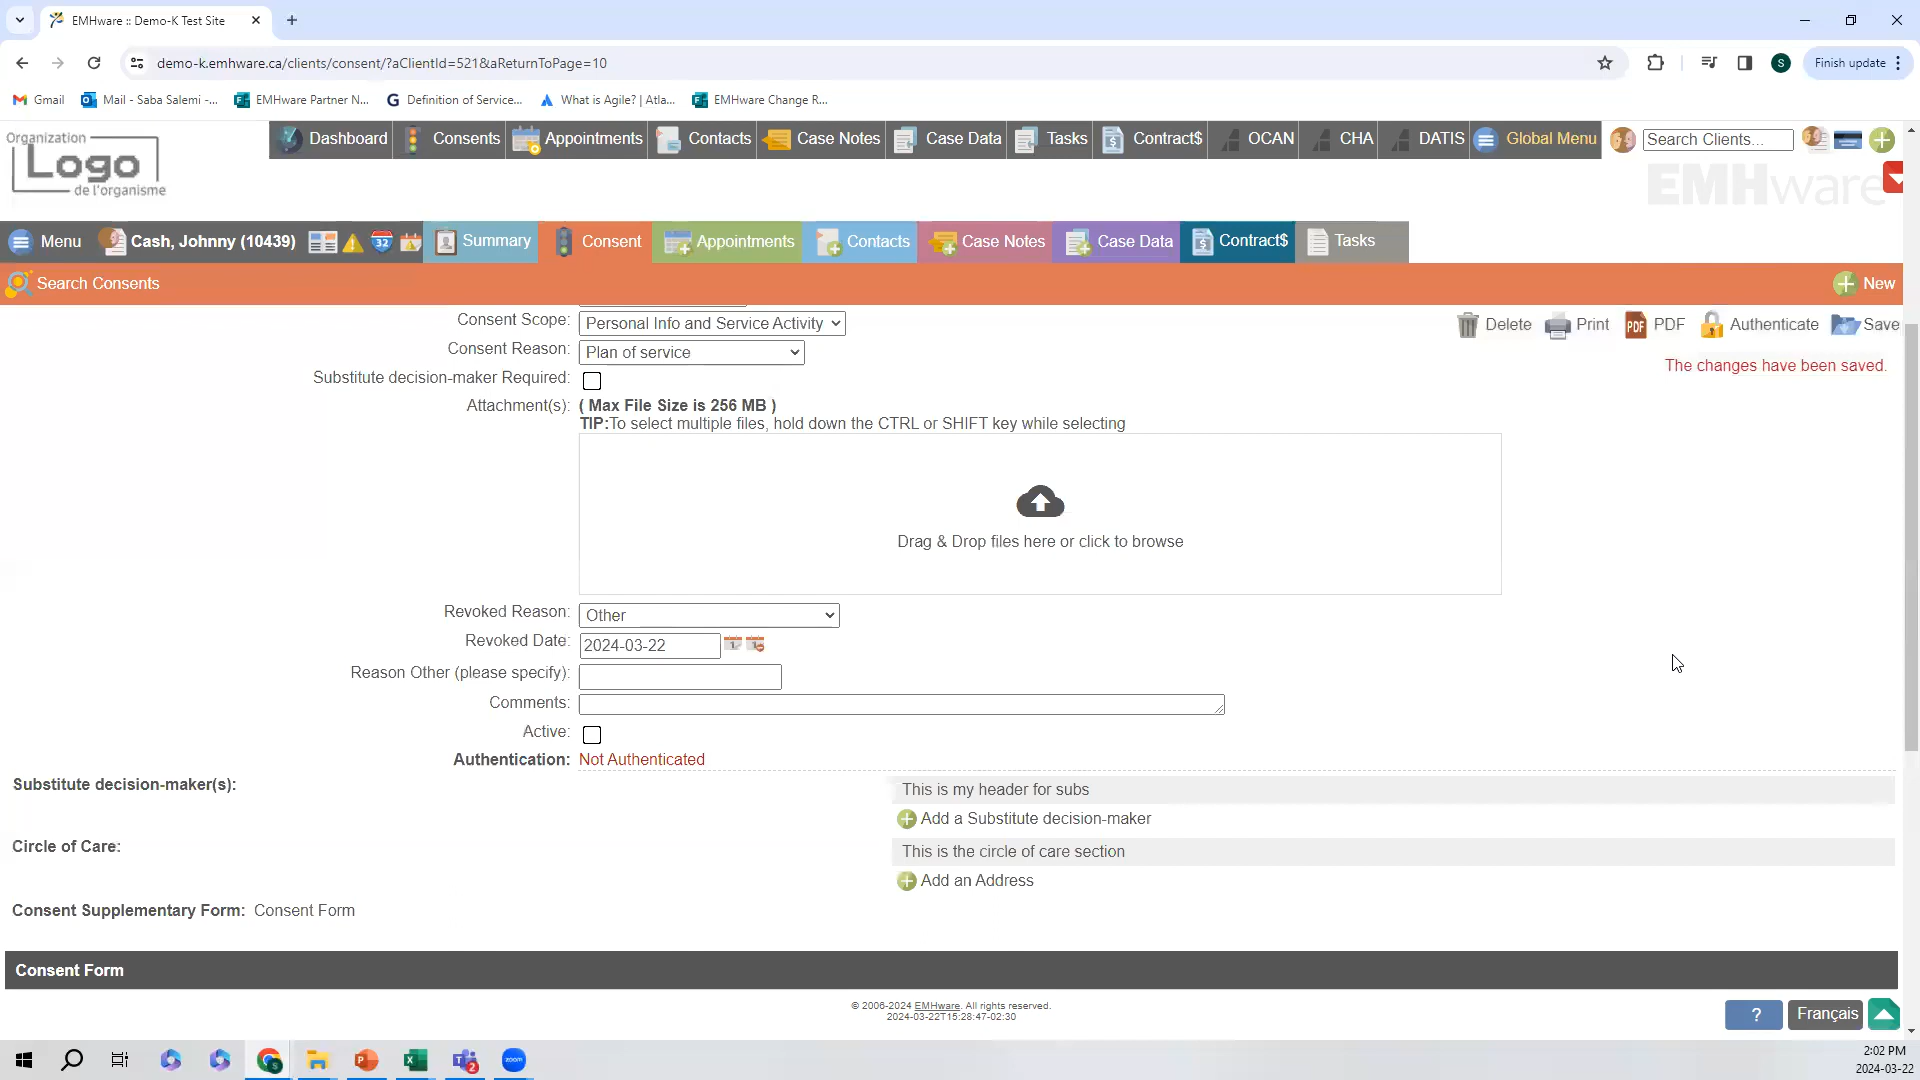 EMHware :: Demo-K Test Site
demo-k.emhware.ca/clients/consent/?aClientId=521&aReturnToPage=10
S
Finish update
Gmail
Mail - Saba Salemi -...
EMHware Partner N...
Definition of Service...
What is Agile? | Atla...
EMHware Change R...
Organization
Logo
de l'organisme
Dashboard
Consents
Appointments
Contacts
Case Notes
Case Data
Tasks
Contract$
OCAN
CHA
DATIS
Global Menu
Search Clients...
EMHware
Menu
Cash, Johnny (10439)
32
Summary
Consent
Appointments
Contacts
Case Notes
Case Data
Contract$
Tasks
Search Consents
New
Consent Scope:
Personal Info and Service Activity
Delete
Print
PDF
PDF
Authenticate
Save
Consent Reason:
Plan of service
The changes have been saved.
Substitute decision-maker Required:
Attachment(s):
( Max File Size is 256 MB )
TIP:To select multiple files, hold down the CTRL or SHIFT key while selecting
Drag & Drop files here or click to browse
Revoked Reason:
Other
Revoked Date:
2024-03-22
Reason Other (please specify):
Comments:
Active:
Authentication:
Not Authenticated
Substitute decision-maker(s):
This is my header for subs
Add a Substitute decision-maker
Circle of Care:
This is the circle of care section
Add an Address
Consent Supplementary Form: Consent Form
Consent Form
© 2006-2024 EMHware. All rights reserved.
2024-03-22T15:28:47-02:30
?
Français
2
zoom
2:02 PM
2024-03-22